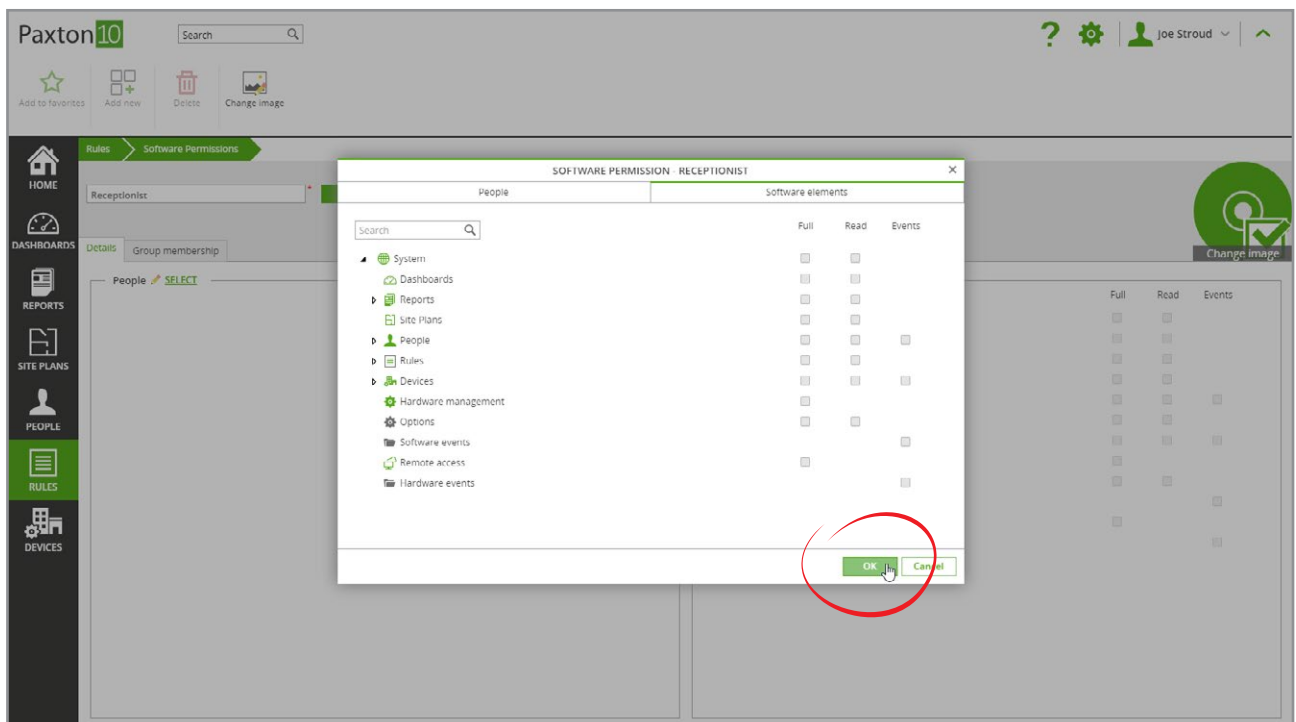 Paxton10
Search
Joe Stroud
Add to favorites
Add new
Delete
Change image
Rules
Software Permissions
HOME
DASHBOARDS
REPORTS
SITE PLANS
PEOPLE
RULES
DEVICES
Receptionist *
Change image
Details
Group membership
People SELECT
Full Read Events
SOFTWARE PERMISSION - RECEPTIONIST
People
Software elements
Search
Full Read Events
System
Dashboards
Reports
Site Plans
People
Rules
Devices
Hardware management
Options
Software events
Remote access
Hardware events
OK
Cancel